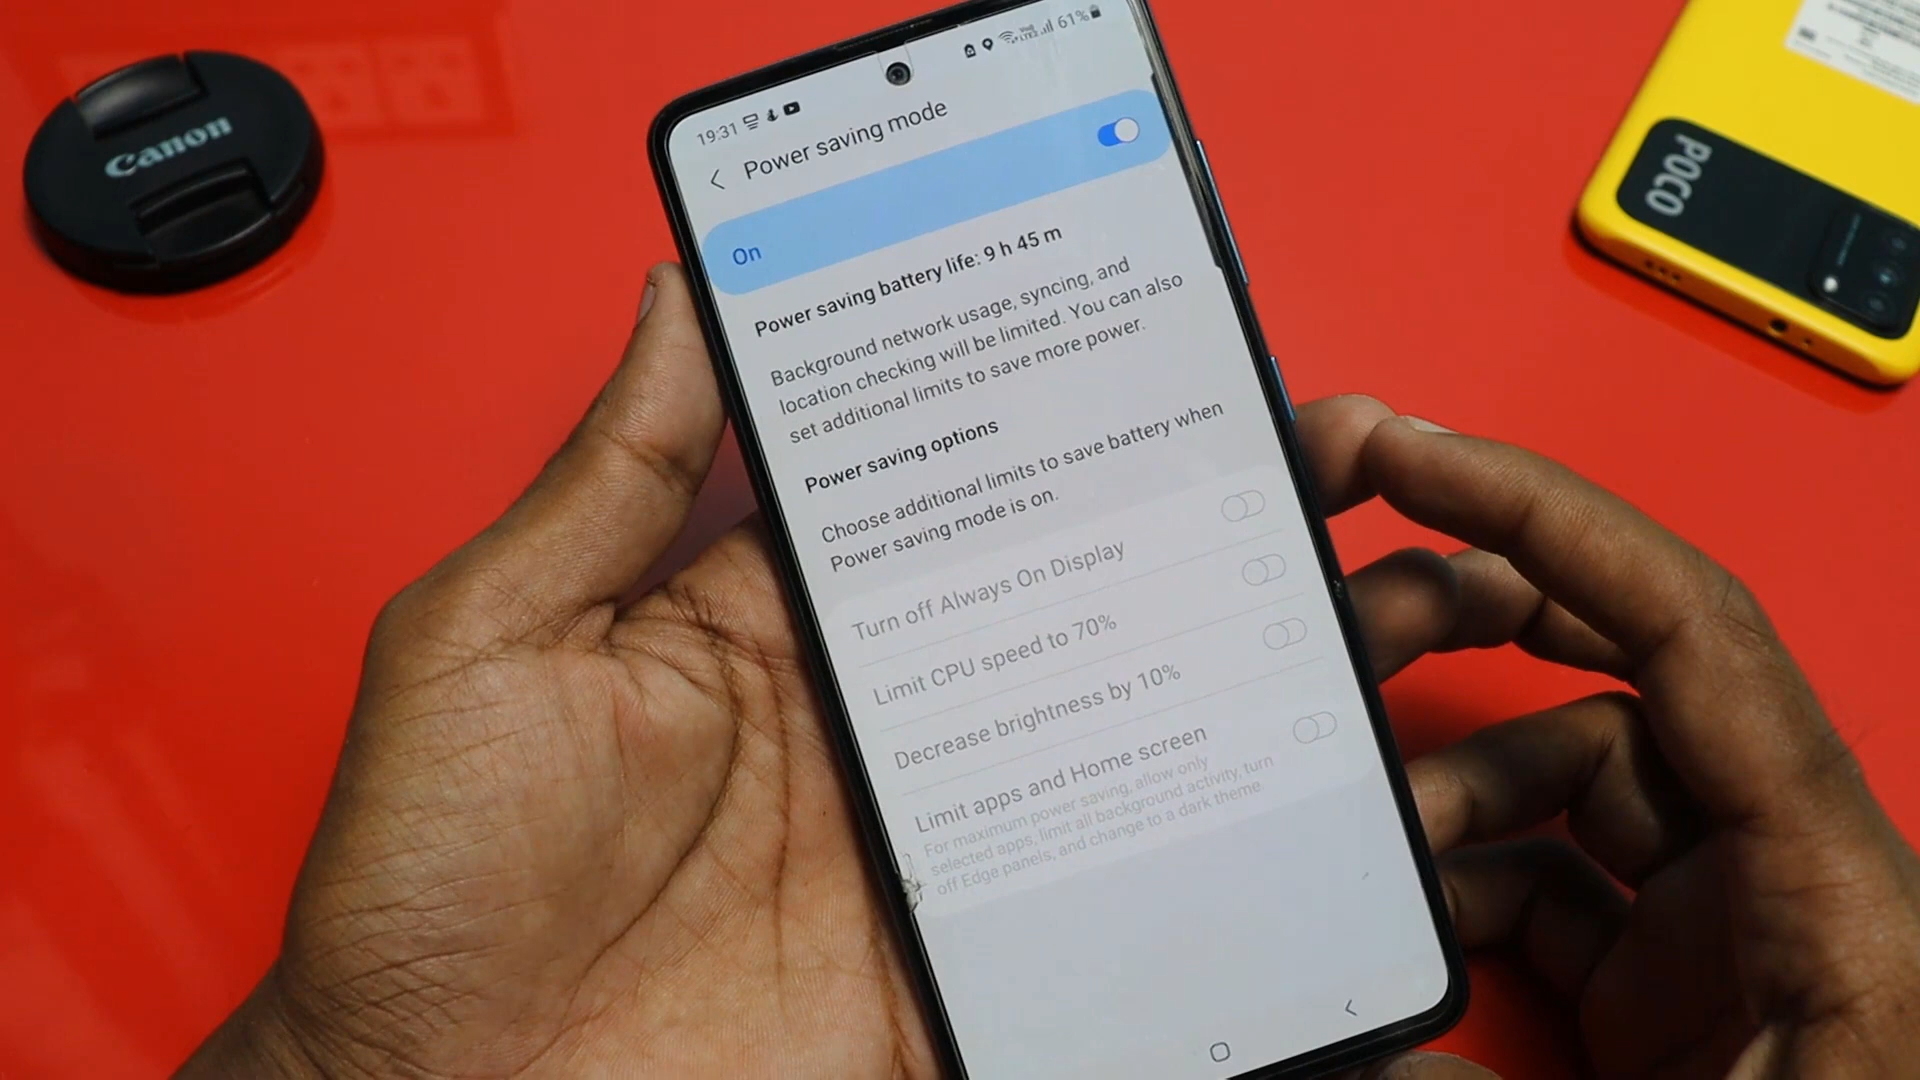 Canon
19:31
VoLTE2 61%
Power saving mode
On
Power saving battery life: 9 h 45 m
Background network usage, syncing, and
location checking will be limited. You can also
set additional limits to save more power.
Power saving options
Choose additional limits to save battery when
Power saving mode is on.
Turn off Always On Display
Limit CPU speed to 70%
Decrease brightness by 10%
Limit apps and Home screen
For maximum power saving, allow only
selected apps, limit all background activity, turn
off Edge panels, and change to a dark theme.
POCO